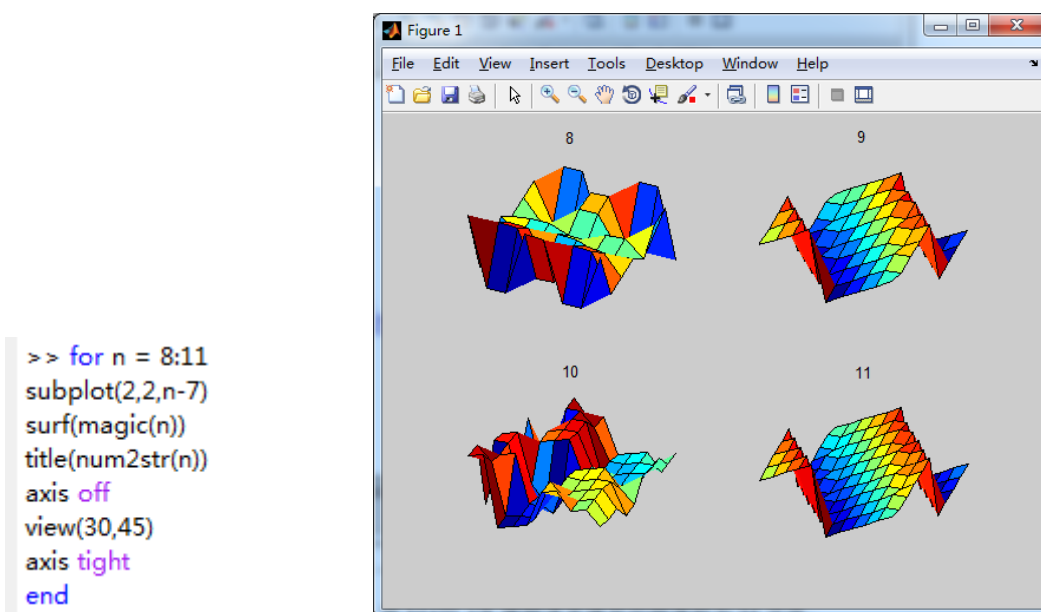 >> for n = 8:11
subplot(2,2,n-7)
surf(magic(n))
title(num2str(n))
axis off
view(30,45)
axis tight
end
Figure 1
File Edit View Insert Tools Desktop Window Help
8 9
10 11